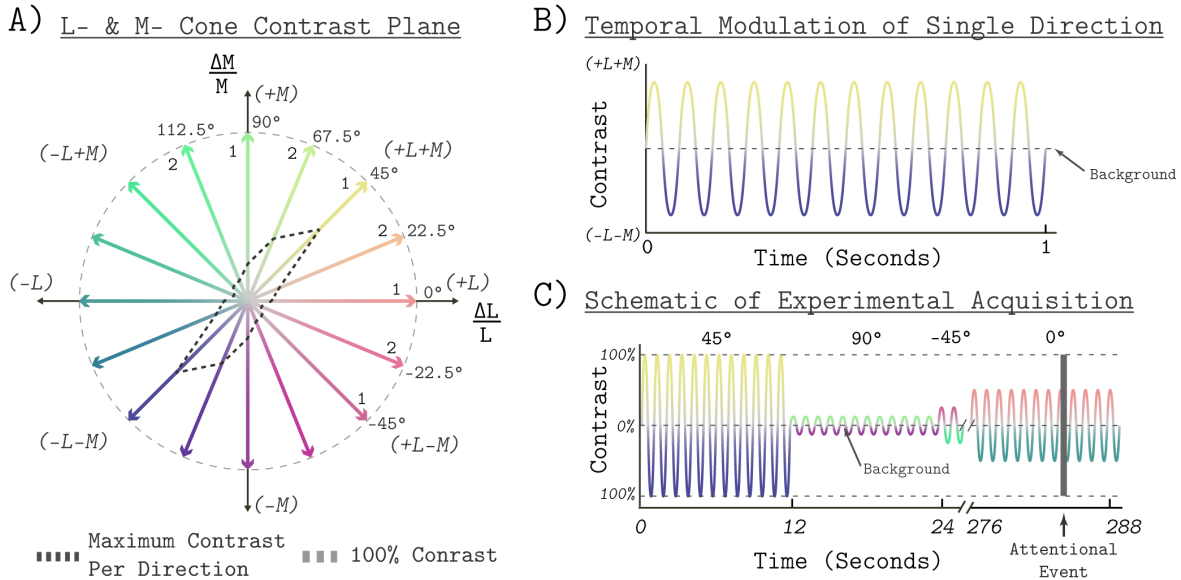 A) L- & M- Cone Contrast Plane
ΔM
M
(+M)
90°
112.5°
67.5°
(-L+M)
(+L+M)
2
1
2
1
45°
2
22.5°
(-L)
(+L)
1
0°
ΔL
L
2
-22.5°
1
-45°
(-L-M)
(+L-M)
(-M)
Maximum Contrast
Per Direction
100% Conrast
B) Temporal Modulation of Single Direction
(+L+M)
Contrast
Background
(-L-M)
0
1
Time (Seconds)
C) Schematic of Experimental Acquisition
45°
90°
-45°
0°
100%
Contrast
0%
Background
100%
0
12
24
276
288
Time (Seconds)
Attentional
Event